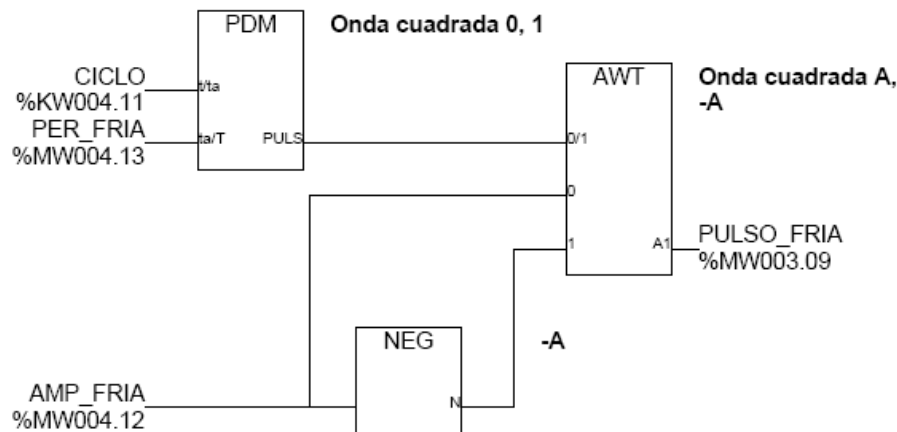 PDM
Onda cuadrada 0, 1
CICLO
%KW004.11
t/ta
PER_FRIA
%MW004.13
ta/T
PULS
AWT
Onda cuadrada A,
-A
0/1
0
1
A1
PULSO_FRIA
%MW003.09
NEG
-A
AMP_FRIA
%MW004.12
N